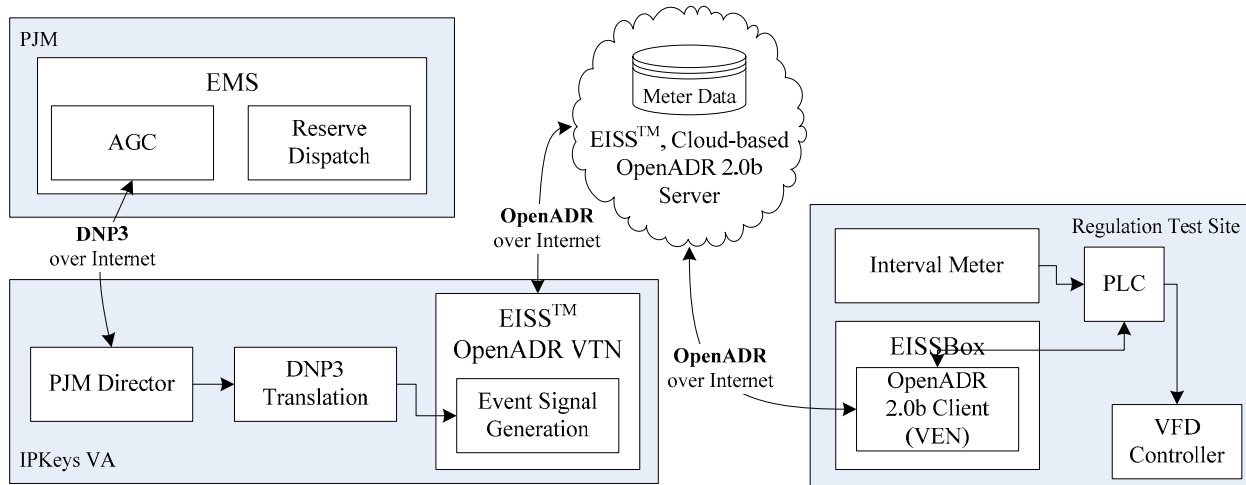 PJM
EMS
AGC
Reserve
Dispatch
DNP3
over Internet
Meter Data
EISS™, Cloud-based
OpenADR 2.0b
Server
OpenADR
over Internet
EISS™
OpenADR VTN
PJM Director
DNP3
Translation
Event Signal
Generation
IPKeys VA
OpenADR
over Internet
Regulation Test Site
Interval Meter
PLC
EISSBox
OpenADR
2.0b Client
(VEN)
VFD
Controller